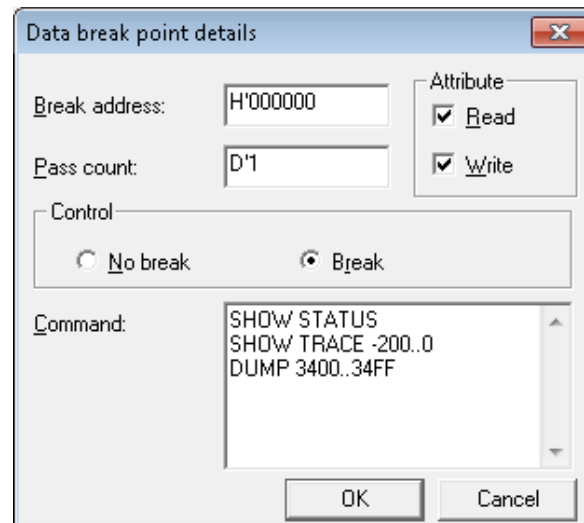 Data break point details
Break address:
H'000000
Pass count:
D'1
Attribute
Read
Write
Control
No break
Break
Command:
SHOW STATUS
SHOW TRACE -200..0
DUMP 3400..34FF
OK
Cancel